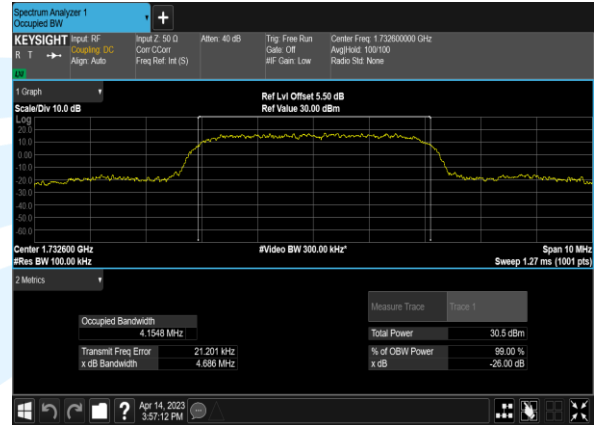 Spectrum Analyzer 1
Occupied BW
KEYSIGHT
R T
LV
Input: RF
Coupling: DC
Align: Auto
Input Z: 50 Ω
Corr CCorr
Freq Ref: Int (S)
Atten: 40 dB
Trig: Free Run
Gate: Off
#IF Gain: Low
Center Freq: 1.732600000 GHz
Avg|Hold: 100/100
Radio Std: None
1 Graph
Scale/Div 10.0 dB
Ref Lvl Offset 5.50 dB
Ref Value 30.00 dBm
Log
20.0
10.0
0.00
-10.0
-20.0
-30.0
-40.0
-50.0
-60.0
Center 1.732600 GHz
#Res BW 100.00 kHz
#Video BW 300.00 kHz*
Span 10 MHz
Sweep 1.27 ms (1001 pts)
2 Metrics
Occupied Bandwidth
4.1548 MHz
Transmit Freq Error 21.201 kHz
x dB Bandwidth 4.686 MHz
Measure Trace Trace 1
Total Power 30.5 dBm
% of OBW Power 99.00 %
x dB -26.00 dB
?
Apr 14, 2023
3:57:12 PM